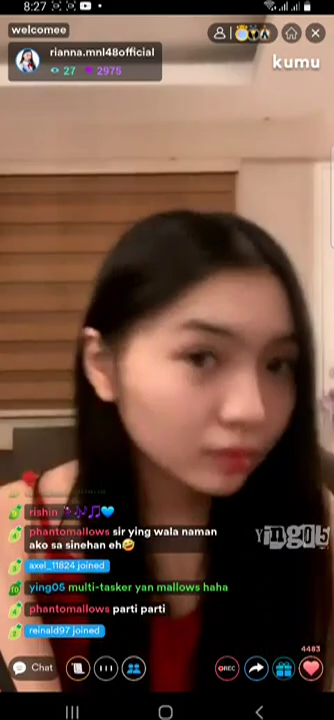 8:27
welcomee
rianna.mnl48official
27 2975
kumu
rishin
phantomallows sir ying wala naman
ako sa sinehan eh🤣
Ying05
axel_11824 joined
ying05 multi-tasker yan mallows haha
phantomallows parti parti
reinald97 joined
4483
Chat
REC